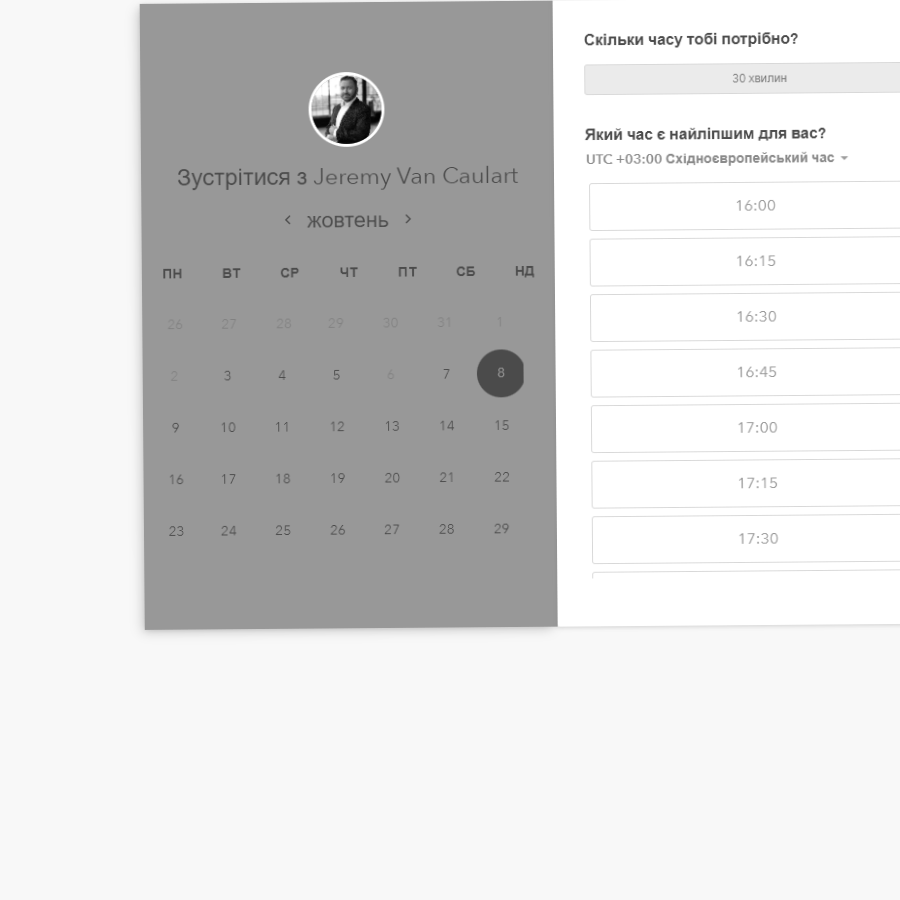 Зустрітися з Jeremy Van Caulart
жовтень
ПН ВТ СР ЧТ ПТ СБ НД
26 27 28 29 30 31 1
2 3 4 5 6 7 8
9 10 11 12 13 14 15
16 17 18 19 20 21 22
23 24 25 26 27 28 29
Скільки часу тобі потрібно?
30 хвилин
Який час є найліпшим для вас?
UTC +03:00 Східноєвропейський час
16:00
16:15
16:30
16:45
17:00
17:15
17:30